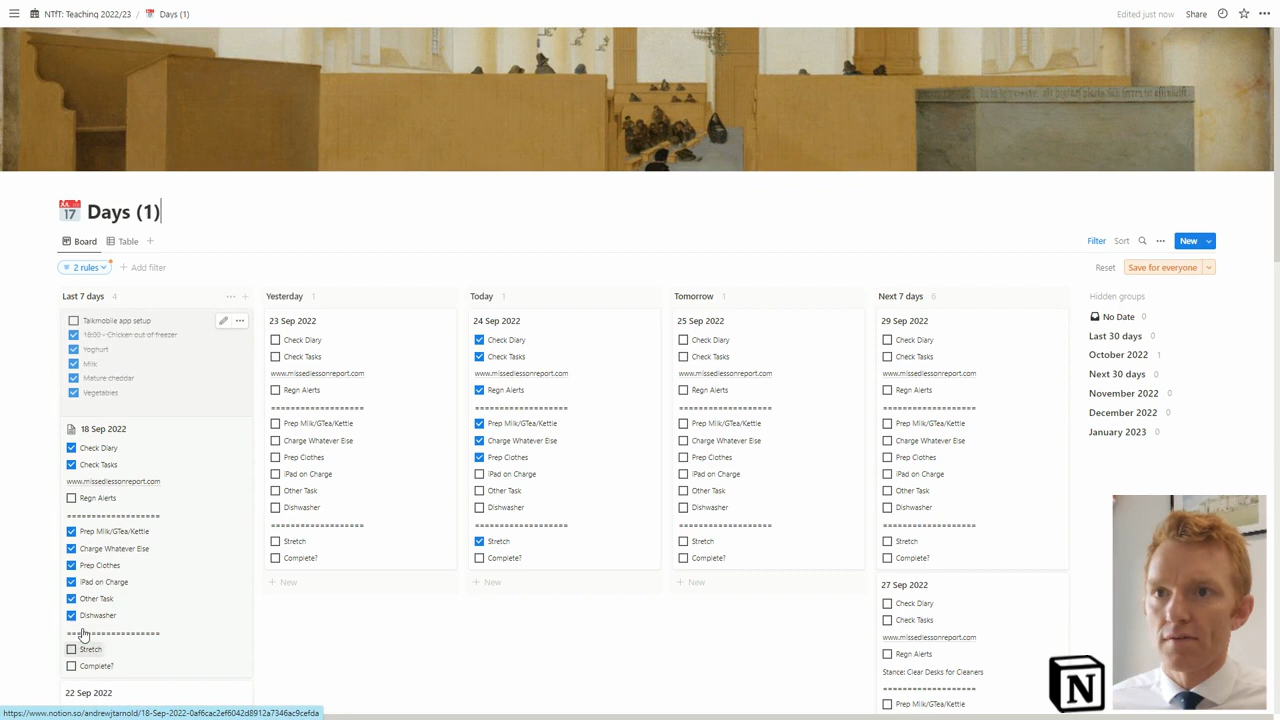 NTfT: Teaching 2022/23 / Days (1)
Edited just now Share
Days (1)
Board Table
Filter Sort New
2 rules Add filter
Reset Save for everyone
Last 7 days 4
Talkmobile app setup
18:00 - Chicken out of freezer
Yoghurt
Milk
Mature cheddar
Vegetables
18 Sep 2022
Check Diary
Check Tasks
www.missedlessonreport.com
Regn Alerts
==================
Prep Milk/GTea/Kettle
Charge Whatever Else
Prep Clothes
iPad on Charge
Other Task
Dishwasher
==================
Stretch
Complete?
22 Sep 2022
Yesterday 1
23 Sep 2022
Check Diary
Check Tasks
www.missedlessonreport.com
Regn Alerts
==================
Prep Milk/GTea/Kettle
Charge Whatever Else
Prep Clothes
iPad on Charge
Other Task
Dishwasher
==================
Stretch
Complete?
+ New
Today 1
24 Sep 2022
Check Diary
Check Tasks
www.missedlessonreport.com
Regn Alerts
==================
Prep Milk/GTea/Kettle
Charge Whatever Else
Prep Clothes
iPad on Charge
Other Task
Dishwasher
==================
Stretch
Complete?
+ New
Tomorrow 1
25 Sep 2022
Check Diary
Check Tasks
www.missedlessonreport.com
Regn Alerts
==================
Prep Milk/GTea/Kettle
Charge Whatever Else
Prep Clothes
iPad on Charge
Other Task
Dishwasher
==================
Stretch
Complete?
+ New
Next 7 days 6
29 Sep 2022
Check Diary
Check Tasks
www.missedlessonreport.com
Regn Alerts
==================
Prep Milk/GTea/Kettle
Charge Whatever Else
Prep Clothes
iPad on Charge
Other Task
Dishwasher
==================
Stretch
Complete?
27 Sep 2022
Check Diary
Check Tasks
www.missedlessonreport.com
Regn Alerts
Stance: Clear Desks for Cleaners
==================
Prep Milk/GTea/Kettle
Hidden groups
No Date 0
Last 30 days 0
October 2022 1
Next 30 days 0
November 2022 0
December 2022 0
January 2023 0
https://www.notion.so/andrewjtarnold/18-Sep-2022-0af6cac2ef6042d8912a7346ac9cefda